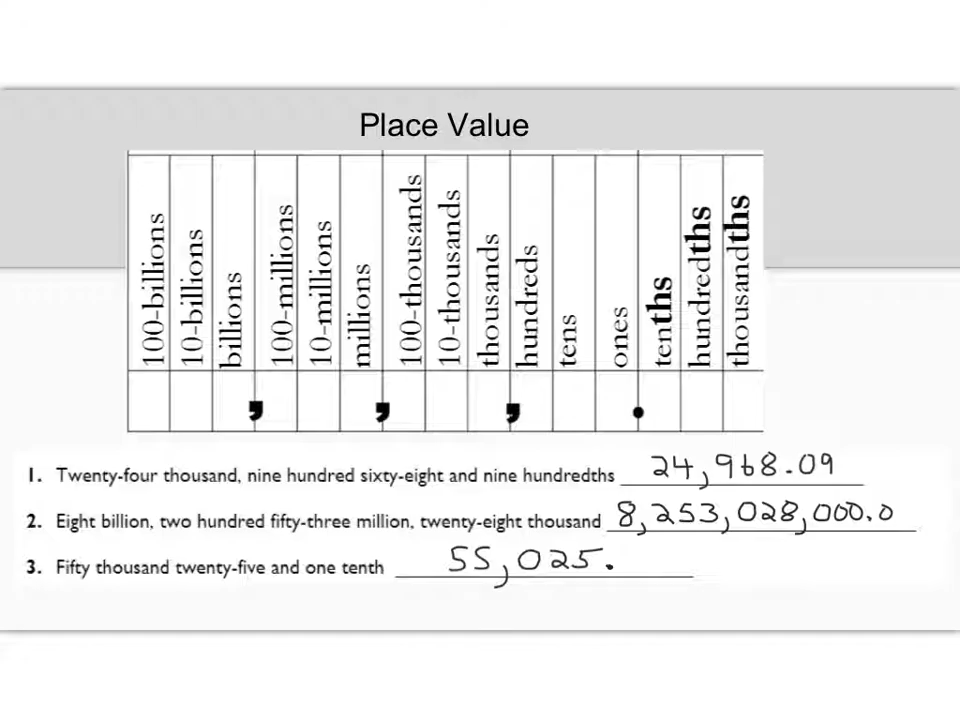 Place Value
100-billions 10-billions billions 100-millions 10-millions millions 100-thousands 10-thousands thousands hundreds tens ones tenths hundredths thousandths
, , , .
1. Twenty-four thousand, nine hundred sixty-eight and nine hundredths 24,968.09
2. Eight billion, two hundred fifty-three million, twenty-eight thousand 8,253,028,000.0
3. Fifty thousand twenty-five and one tenth 55,025.